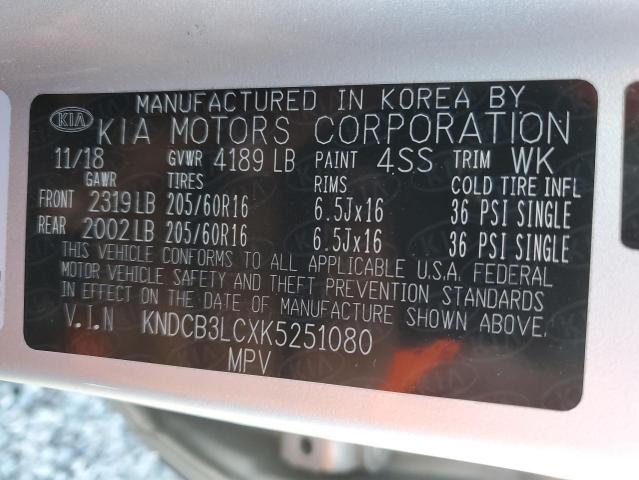 MANUFACTURED IN KOREA BY
KIA KIA MOTORS CORPORATION
11/18 GVWR 4189 LB PAINT 4SS TRIM WK
GAWR TIRES RIMS COLD TIRE INFL
FRONT 2319 LB 205/60R16 6.5Jx16 36 PSI SINGLE
REAR 2002 LB 205/60R16 6.5Jx16 36 PSI SINGLE
THIS VEHICLE CONFORMS TO ALL APPLICABLE U.S.A. FEDERAL
MOTOR VEHICLE SAFETY AND THEFT PREVENTION STANDARDS
IN EFFECT ON THE DATE OF MANUFACTURE SHOWN ABOVE.
V.I.N KNDCB3LCXK5251080
MPV